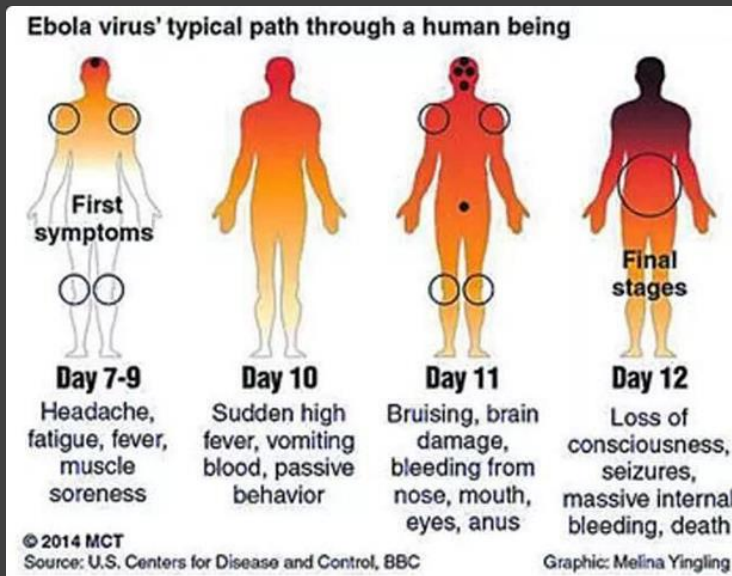 Ebola virus' typical path through a human being
First
symptoms
Final
stages
Day 7-9
Headache,
fatigue, fever,
muscle
soreness
Day 10
Sudden high
fever, vomiting
blood, passive
behavior
Day 11
Bruising, brain
damage,
bleeding from
nose, mouth,
eyes, anus
Day 12
Loss of
consciousness,
seizures,
massive internal
bleeding, death
© 2014 MCT
Source: U.S. Centers for Disease and Control, BBC
Graphic: Melina Yingling